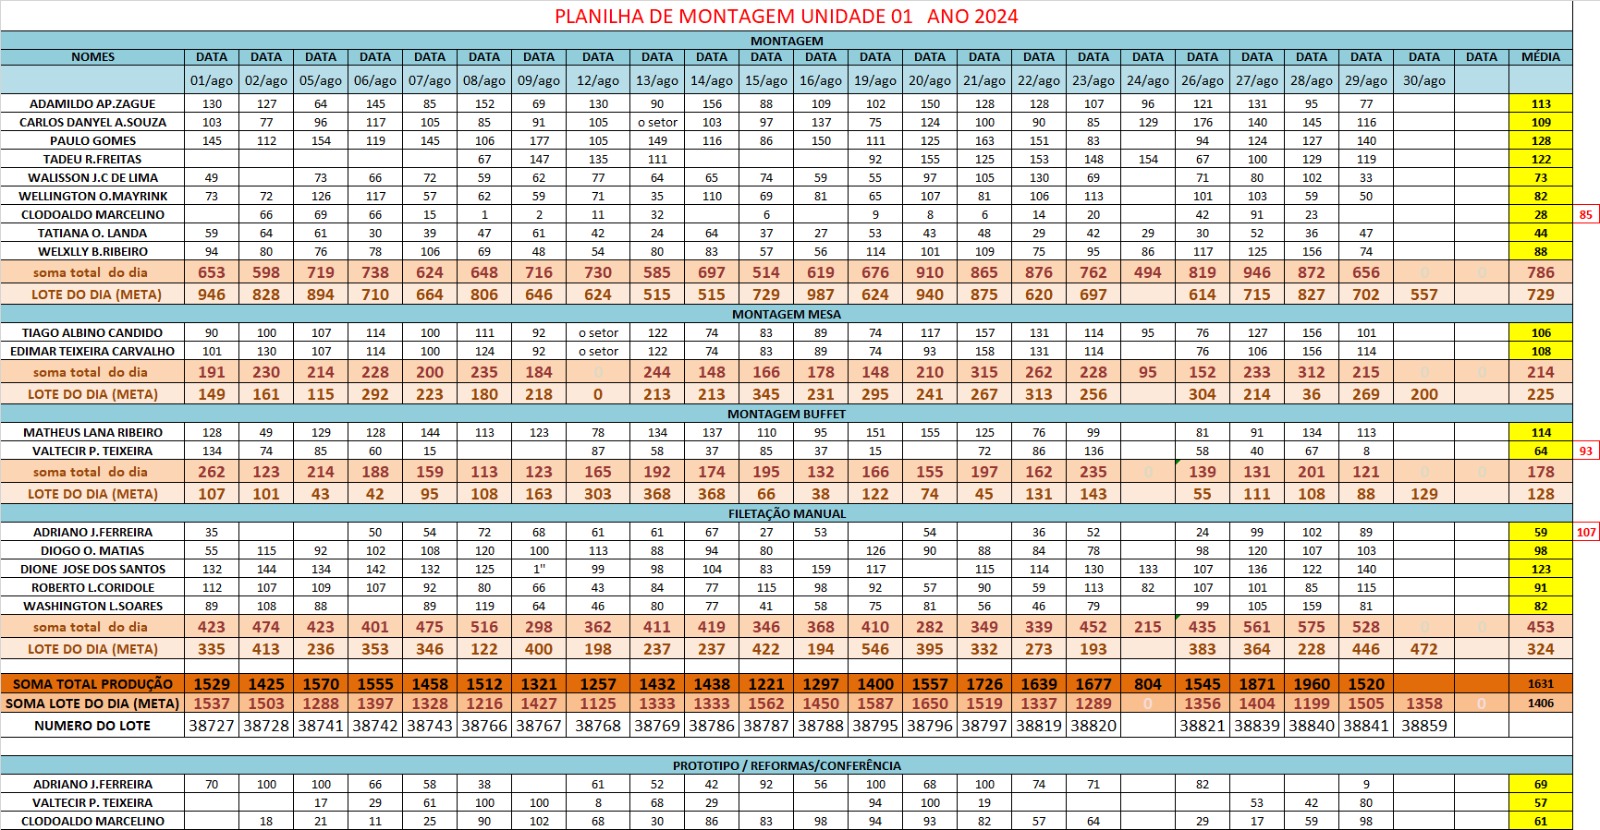 PLANILHA DE MONTAGEM UNIDADE 01 ANO 2024
MONTAGEM
NOMES DATA DATA DATA DATA DATA DATA DATA DATA DATA DATA DATA DATA DATA DATA DATA DATA DATA DATA DATA DATA DATA DATA DATA DATA MÉDIA
01/ago 02/ago 05/ago 06/ago 07/ago 08/ago 09/ago 12/ago 13/ago 14/ago 15/ago 16/ago 19/ago 20/ago 21/ago 22/ago 23/ago 24/ago 26/ago 27/ago 28/ago 29/ago 30/ago
ADAMILDO AP.ZAGUE 130 127 64 145 85 152 69 130 90 156 88 109 102 150 128 128 107 96 121 131 95 77 113
CARLOS DANYEL A.SOUZA 103 77 96 117 105 85 91 105 o setor 103 97 137 75 124 100 90 85 129 176 140 145 116 109
PAULO GOMES 145 112 154 119 145 106 177 105 149 116 86 150 111 125 163 151 83 94 124 127 140 128
TADEU R.FREITAS 67 147 135 111 92 155 125 153 148 154 67 100 129 119 122
WALISSON J.C DE LIMA 49 73 66 72 59 62 77 64 65 74 59 55 97 105 130 69 71 80 102 33 73
WELLINGTON O.MAYRINK 73 72 126 117 57 62 59 71 35 110 69 81 65 107 81 106 113 101 103 59 50 82
CLODOALDO MARCELINO 66 69 66 15 1 2 11 32 6 9 8 6 14 20 42 91 23 28 85
TATIANA O. LANDA 59 64 61 30 39 47 61 42 24 64 37 27 53 43 48 29 42 29 30 52 36 47 44
WELXLLY B.RIBEIRO 94 80 76 78 106 69 48 54 80 83 57 56 114 101 109 75 95 86 117 125 156 74 88
soma total do dia 653 598 719 738 624 648 716 730 585 697 514 619 676 910 865 876 762 494 819 946 872 656 0 0 786
LOTE DO DIA (META) 946 828 894 710 664 806 646 624 515 515 729 987 624 940 875 620 697 614 715 827 702 557 729
MONTAGEM MESA
TIAGO ALBINO CANDIDO 90 100 107 114 100 111 92 o setor 122 74 83 89 74 117 157 131 114 95 76 127 156 101 106
EDIMAR TEIXEIRA CARVALHO 101 130 107 114 100 124 92 o setor 122 74 83 89 74 93 158 131 114 76 106 156 114 108
soma total do dia 191 230 214 228 200 235 184 0 244 148 166 178 148 210 315 262 228 95 152 233 312 215 0 0 214
LOTE DO DIA (META) 149 161 115 292 223 180 218 0 213 213 345 231 295 241 267 313 256 304 214 36 269 200 225
MONTAGEM BUFFET
MATHEUS LANA RIBEIRO 128 49 129 128 144 113 123 78 134 137 110 95 151 155 125 76 99 81 91 134 113 114
VALTECIR P. TEIXEIRA 134 74 85 60 15 87 58 37 85 37 15 72 86 136 58 40 67 8 64 93
soma total do dia 262 123 214 188 159 113 123 165 192 174 195 132 166 155 197 162 235 0 139 131 201 121 0 0 178
LOTE DO DIA (META) 107 101 43 42 95 108 163 303 368 368 66 38 122 74 45 131 143 55 111 108 88 129 128
FILETAÇÃO MANUAL
ADRIANO J.FERREIRA 35 50 54 72 68 61 61 67 27 53 54 36 52 24 99 102 89 59 107
DIOGO O. MATIAS 55 115 92 102 108 120 100 113 88 94 80 126 90 88 84 78 98 120 107 103 98
DIONE JOSE DOS SANTOS 132 144 134 142 132 125 1" 99 98 104 83 159 117 115 114 130 133 107 136 122 140 123
ROBERTO L.CORIDOLE 112 107 109 107 92 80 66 43 84 77 115 98 92 57 90 59 113 82 107 101 85 115 91
WASHINGTON L.SOARES 89 108 88 89 119 64 46 80 77 41 58 75 81 56 46 79 99 105 159 81 82
soma total do dia 423 474 423 401 475 516 298 362 411 419 346 368 410 282 349 339 452 215 435 561 575 528 0 0 453
LOTE DO DIA (META) 335 413 236 353 346 122 400 198 237 237 422 194 546 395 332 273 193 383 364 228 446 472 324
SOMA TOTAL PRODUÇÃO 1529 1425 1570 1555 1458 1512 1321 1257 1432 1438 1221 1297 1400 1557 1726 1639 1677 804 1545 1871 1960 1520 1631
SOMA LOTE DO DIA (META) 1537 1503 1288 1397 1328 1216 1427 1125 1333 1333 1562 1450 1587 1650 1519 1337 1289 0 1356 1404 1199 1505 1358 0 1406
NUMERO DO LOTE 38727 38728 38741 38742 38743 38766 38767 38768 38769 38786 38787 38788 38795 38796 38797 38819 38820 38821 38839 38840 38841 38859
PROTOTIPO / REFORMAS/CONFERÊNCIA
ADRIANO J.FERREIRA 70 100 100 66 58 38 61 52 42 92 56 100 68 100 74 71 82 9 69
VALTECIR P. TEIXEIRA 17 29 61 100 100 8 68 29 94 100 19 53 42 80 57
CLODOALDO MARCELINO 18 21 11 25 90 102 68 30 86 83 98 94 93 82 57 64 29 17 59 98 61